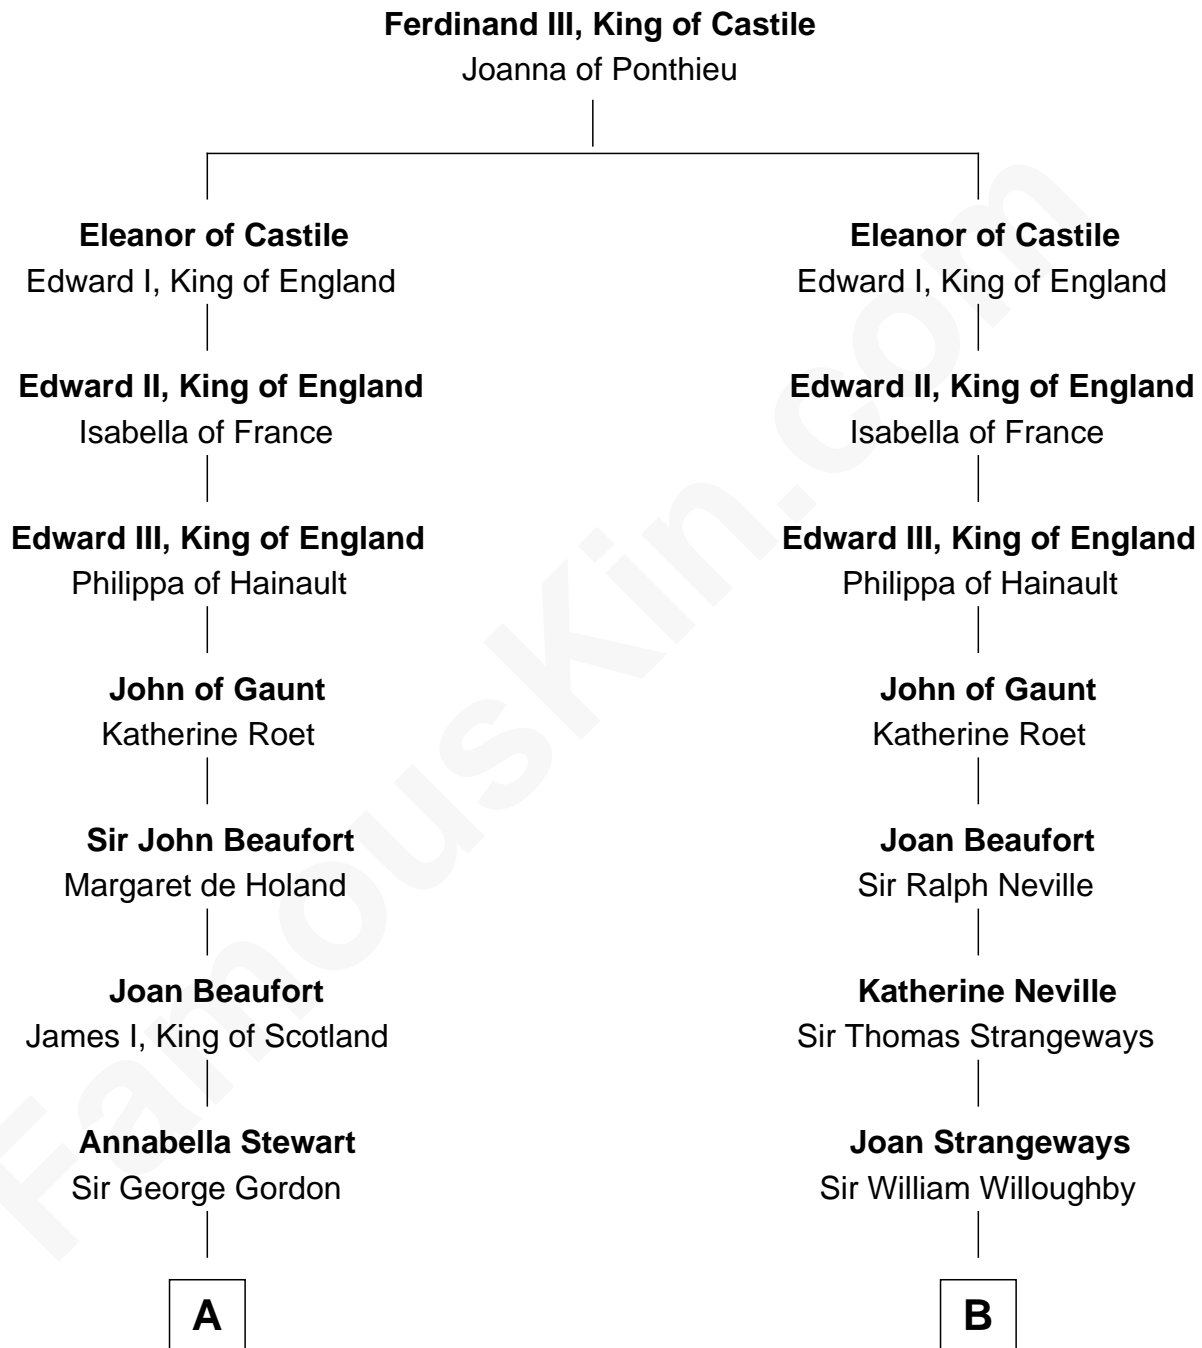 Ferdinand III, King of Castile
Joanna of Ponthieu
Eleanor of Castile
Edward I, King of England
Edward II, King of England
Isabella of France
Edward III, King of England
Philippa of Hainault
John of Gaunt
Katherine Roet
Sir John Beaufort
Margaret de Holand
Joan Beaufort
James I, King of Scotland
Annabella Stewart
Sir George Gordon
A
Eleanor of Castile
Edward I, King of England
Edward II, King of England
Isabella of France
Edward III, King of England
Philippa of Hainault
John of Gaunt
Katherine Roet
Joan Beaufort
Sir Ralph Neville
Katherine Neville
Sir Thomas Strangeways
Joan Strangeways
Sir William Willoughby
B
FamousKin.com